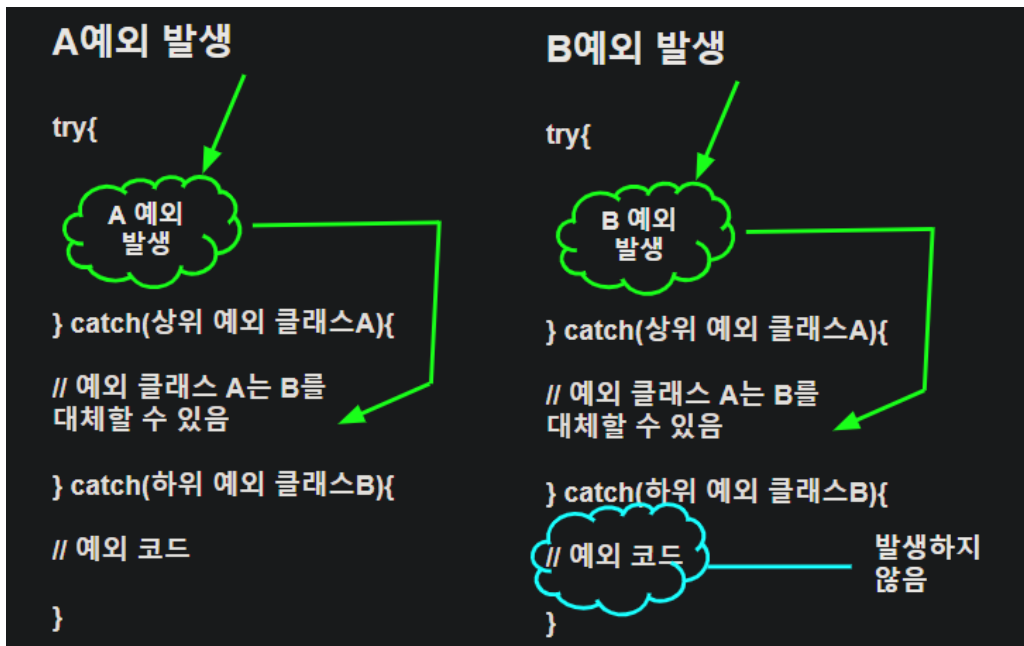 A예외 발생
try{
A 예외
발생
} catch(상위 예외 클래스A){
// 예외 클래스 A는 B를
대체할 수 있음
} catch(하위 예외 클래스B){
// 예외 코드
}
B예외 발생
try{
B 예외
발생
} catch(상위 예외 클래스A){
// 예외 클래스 A는 B를
대체할 수 있음
} catch(하위 예외 클래스B){
// 예외 코드
발생하지
않음
}